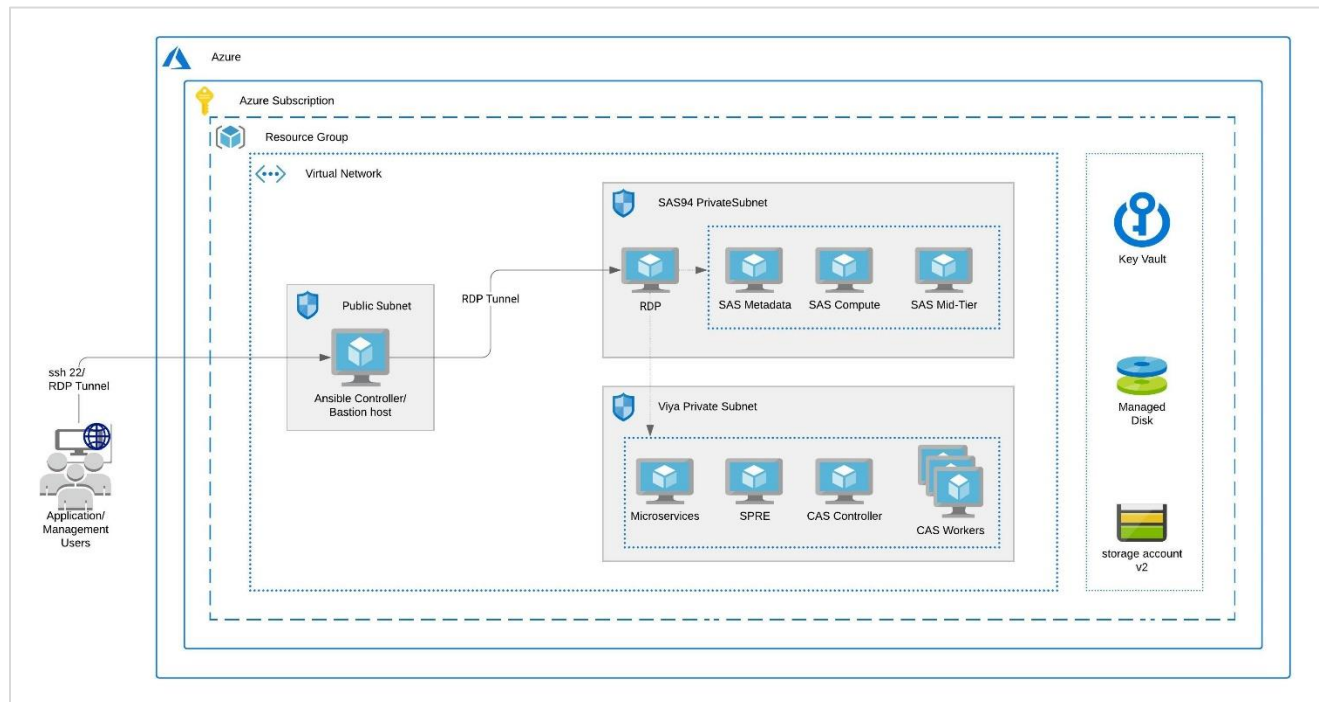 Azure
Azure Subscription
Resource Group
Virtual Network
SAS94 PrivateSubnet
RDP
SAS Metadata
SAS Compute
SAS Mid-Tier
Key Vault
RDP Tunnel
Public Subnet
Ansible Controller/
Bastion host
ssh 22/
RDP Tunnel
Application/
Management
Users
Viya Private Subnet
Microservices
SPRE
CAS Controller
CAS Workers
Managed
Disk
storage account
v2